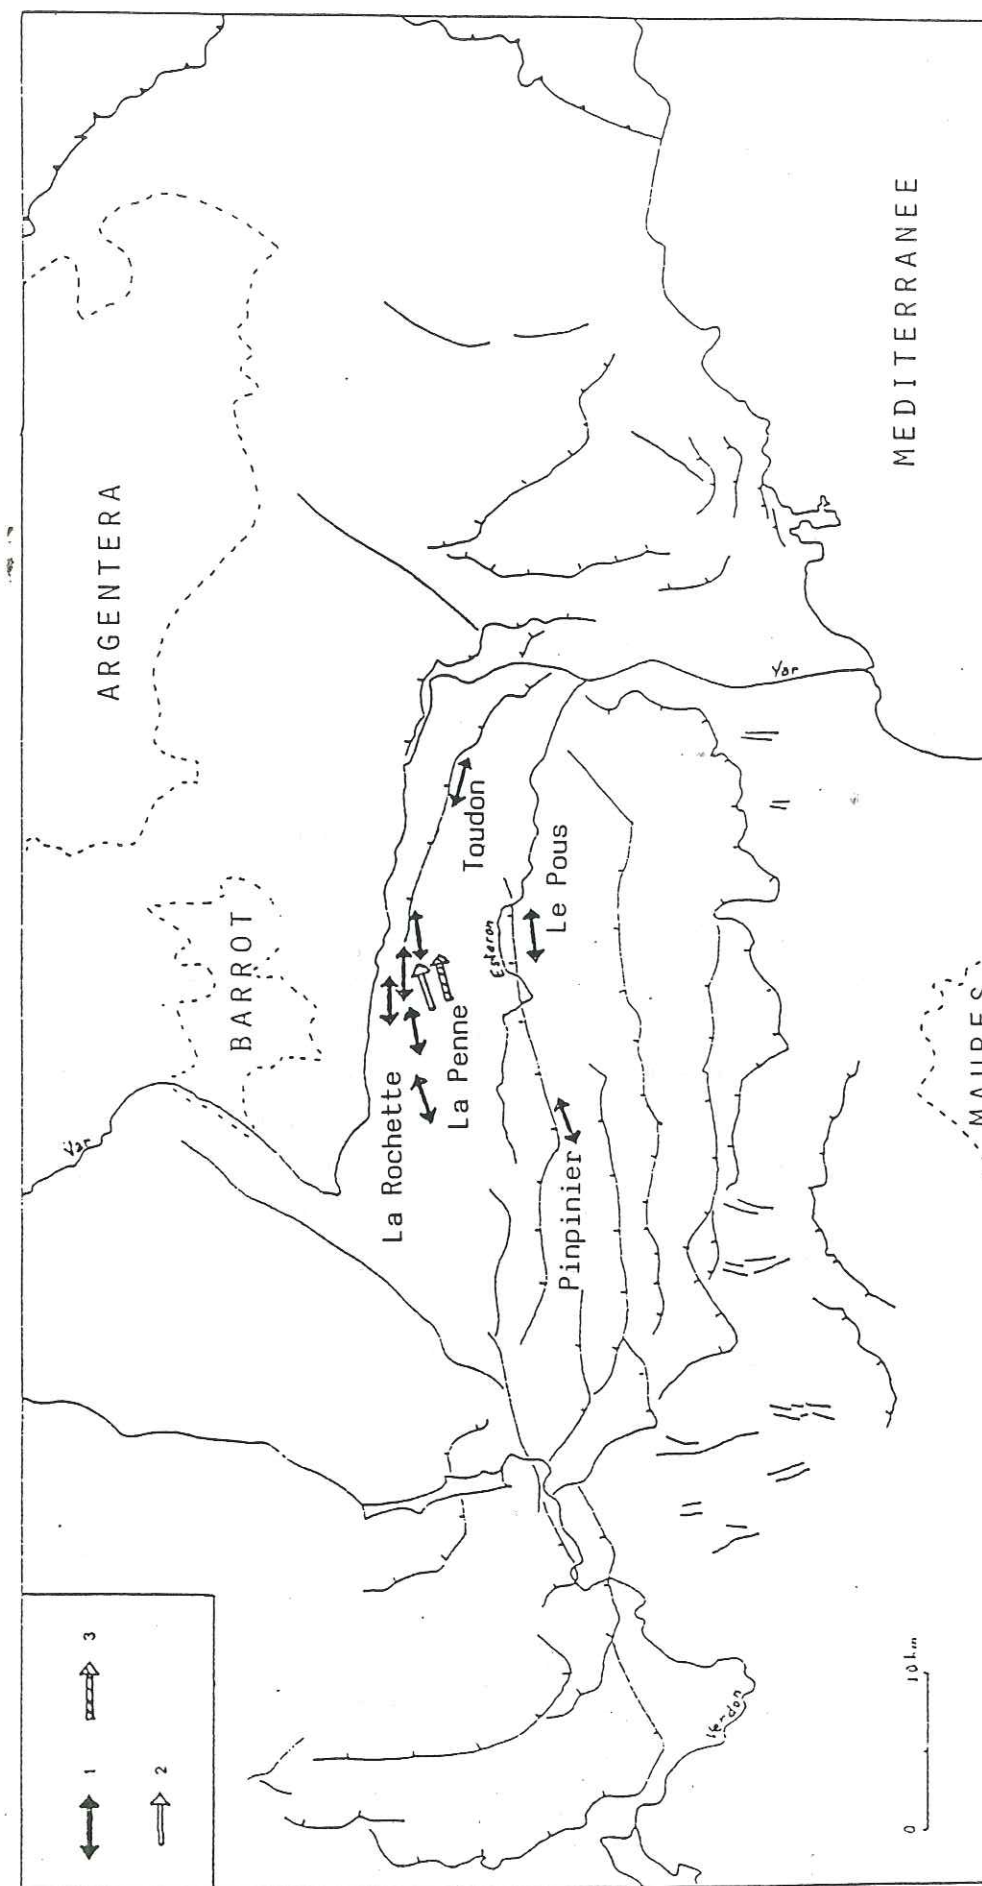 ARGENTERA
BARROT
MEDITERRANEE
MAURES
Var
Var
Toudon
Esteron
Le Pous
La Rochette
La Penne
Pinpinier
Verdon
1
2
3
0 10 km